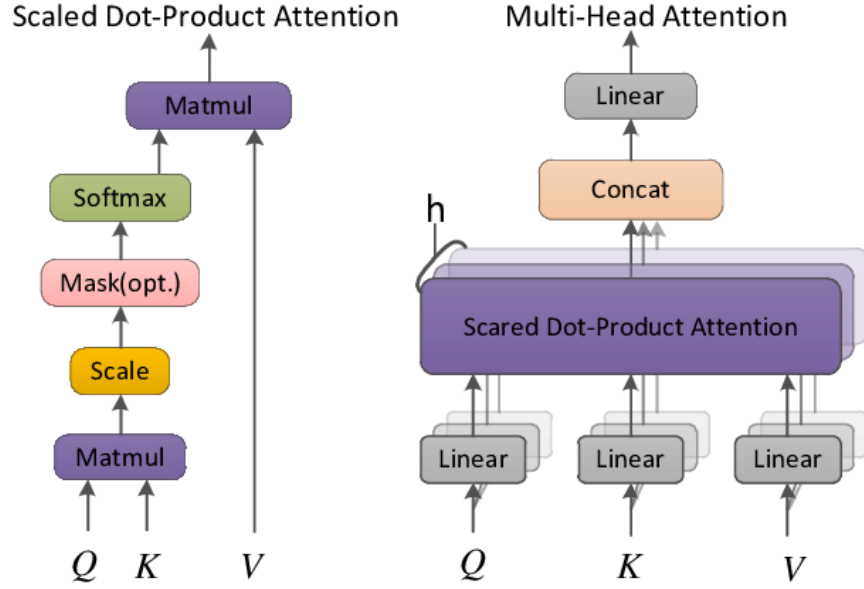 Scaled Dot-Product Attention
Matmul
Softmax
Mask(opt.)
Scale
Matmul
Q K V
Multi-Head Attention
Linear
Concat
h
Scared Dot-Product Attention
Linear Linear Linear
Q K V